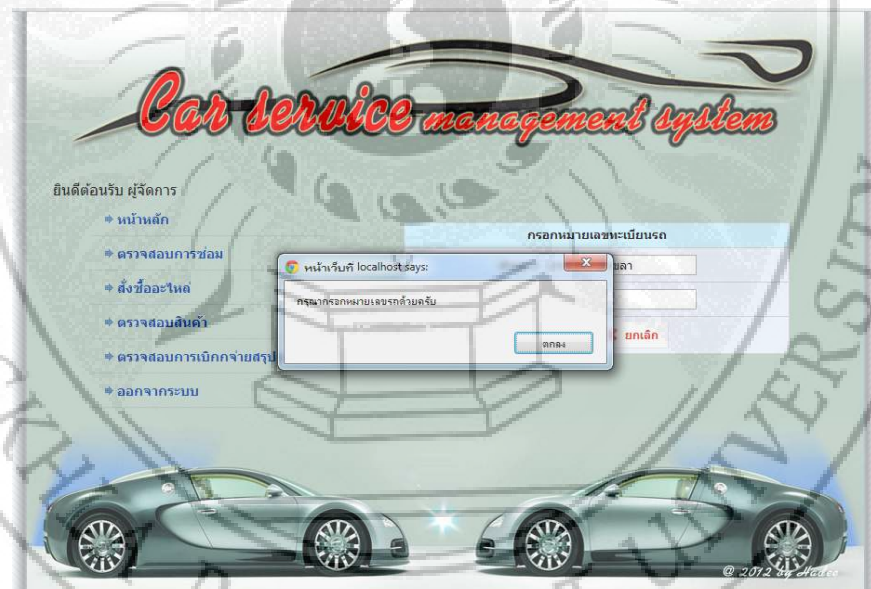 Car service management system
ยินดีต้อนรับ ผู้จัดการ
หน้าหลัก
ตรวจสอบการซ่อม
สั่งซื้ออะไหล่
ตรวจสอบสินค้า
ตรวจสอบการเบิกกจ่ายสรุป
ออกจากระบบ
กรอกหมายเลขทะเบียนรถ
ขลา
ยกเลิก
หน้าเว็บที่ localhost says:
กรุณากรอกหมายเลขรถด้วยครับ
ตกลง
@ 2012 by Hadee